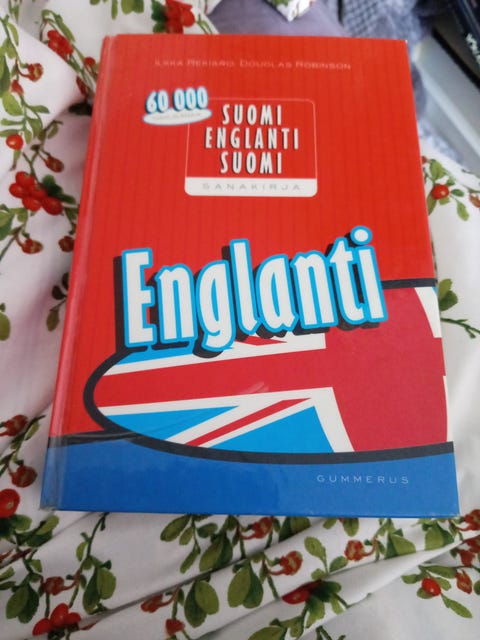 ILKKA REKIARO DOUGLAS ROBINSON
60 000
SUOMI
ENGLANTI
SUOMI
SANAKIRJA
Englanti
GUMMERUS